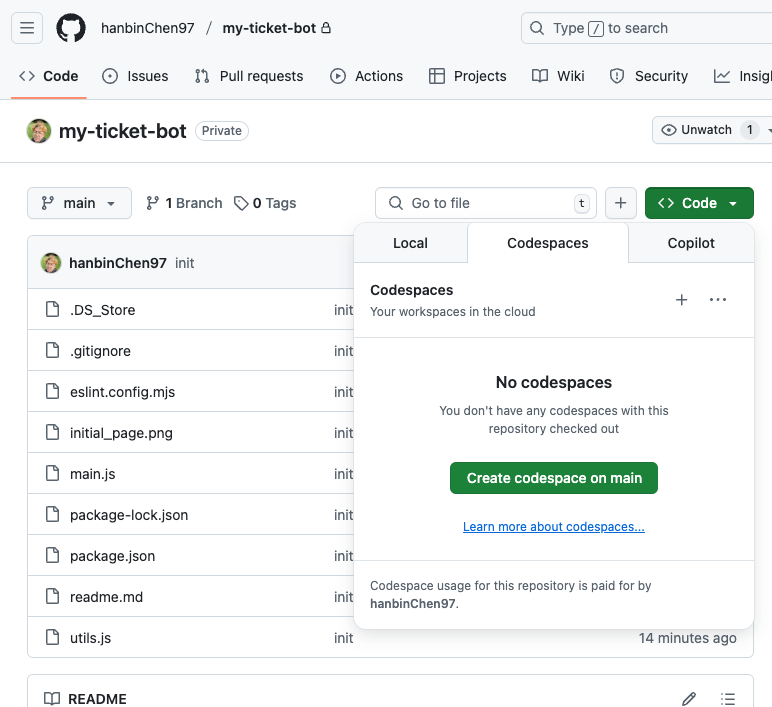 hanbinChen97 / my-ticket-bot
Type / to search
Code Issues Pull requests Actions Projects Wiki Security
my-ticket-bot Private
Unwatch 1
main 1 Branch 0 Tags
Go to file t
Code
Local Codespaces Copilot
hanbinChen97 init
Codespaces
Your workspaces in the cloud
.DS_Store init
.gitignore init
No codespaces
eslint.config.mjs init
You don't have any codespaces with this
repository checked out
initial_page.png init
main.js init
Create codespace on main
package-lock.json init
Learn more about codespaces...
package.json init
Codespace usage for this repository is paid for by
hanbinChen97.
readme.md init
utils.js init 14 minutes ago
README